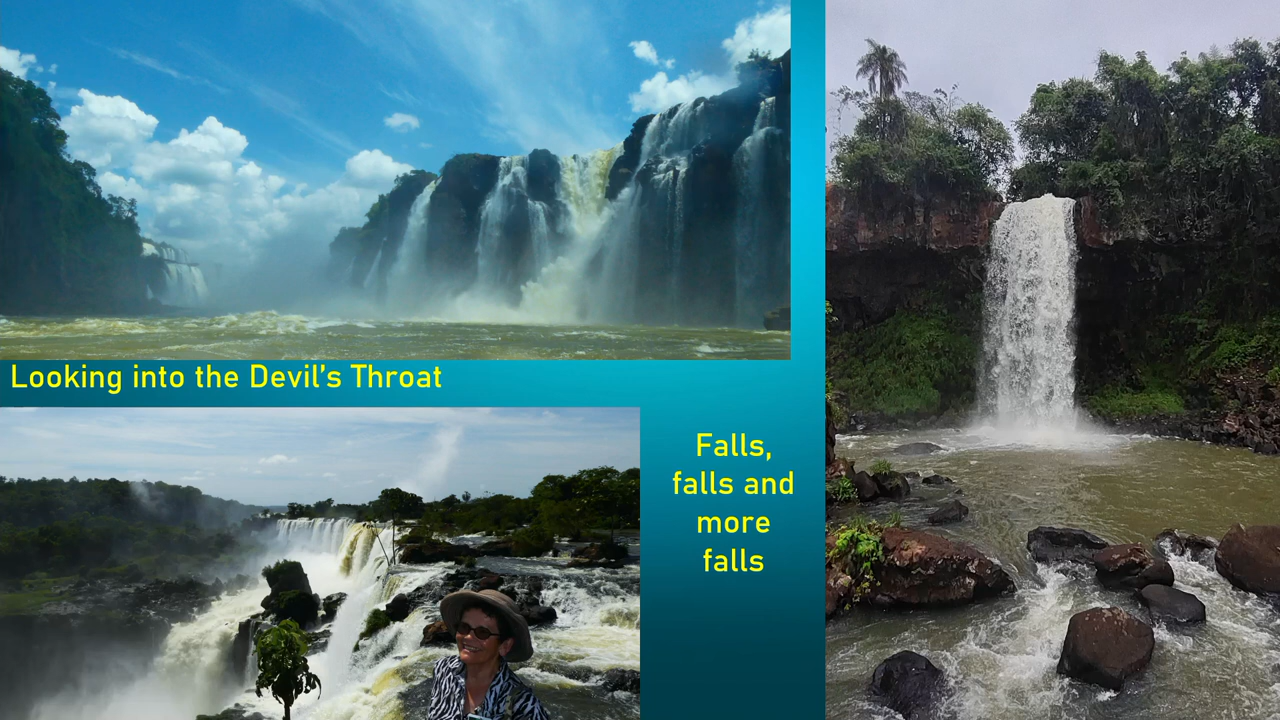 Looking into the Devil’s Throat
Falls,
falls and
more
falls